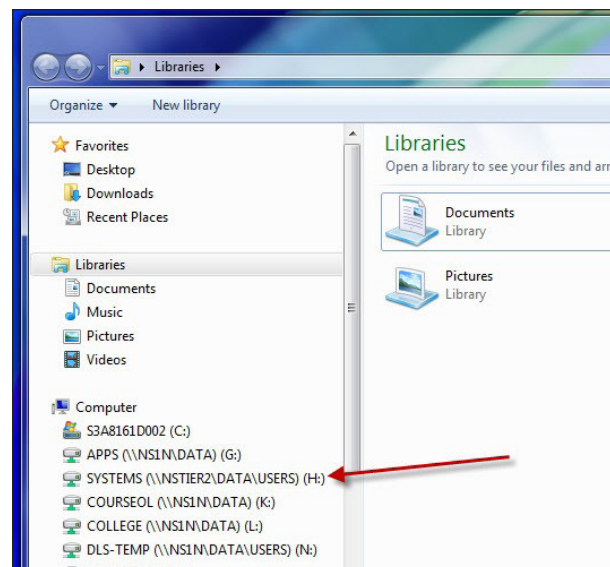 Libraries
Organize
New library
Favorites
Desktop
Downloads
Recent Places
Libraries
Documents
Music
Pictures
Videos
Computer
S3A8161D002 (C:)
APPS (\\NS1N\DATA) (G:)
SYSTEMS (\\NSTIER2\DATA\USERS) (H:)
COURSEOL (\\NS1N\DATA) (K:)
COLLEGE (\\NS1N\DATA) (L:)
DLS-TEMP (\\NS1N\DATA\USERS) (N:)
Libraries
Open a library to see your files and arr
Documents
Library
Pictures
Library